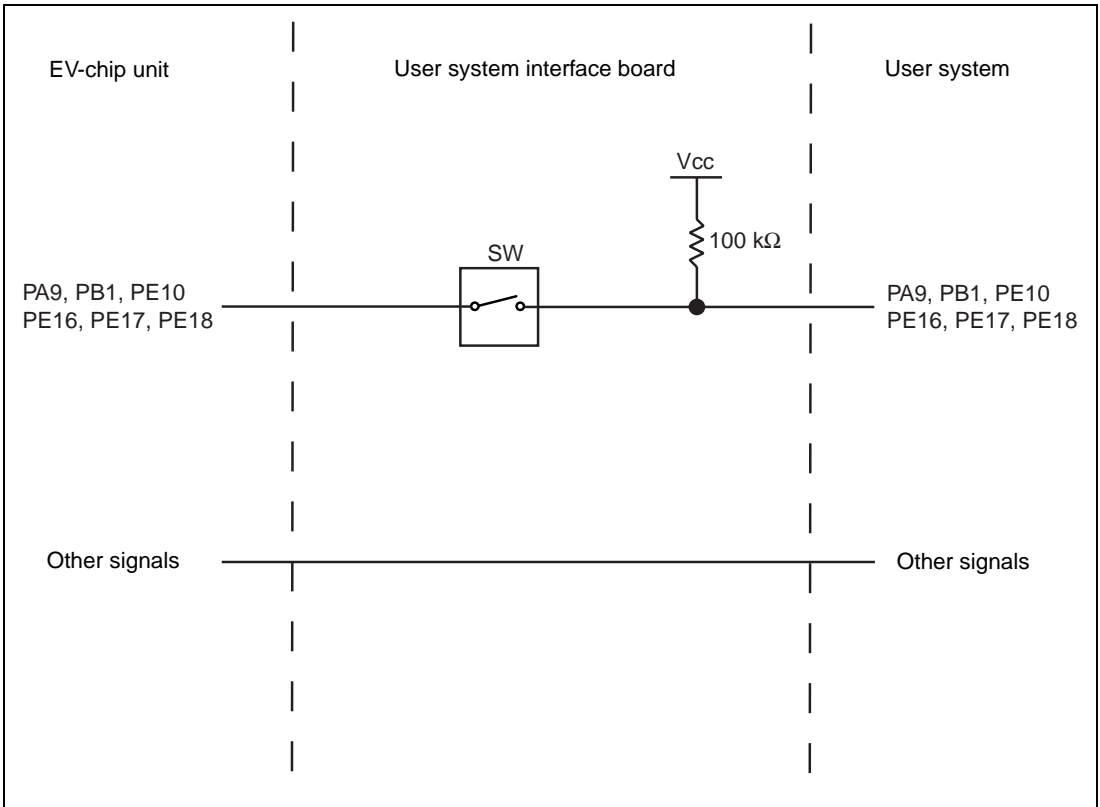 EV-chip unit
User system interface board
User system
Vcc
100 kΩ
SW
PA9, PB1, PE10
PE16, PE17, PE18
PA9, PB1, PE10
PE16, PE17, PE18
Other signals
Other signals